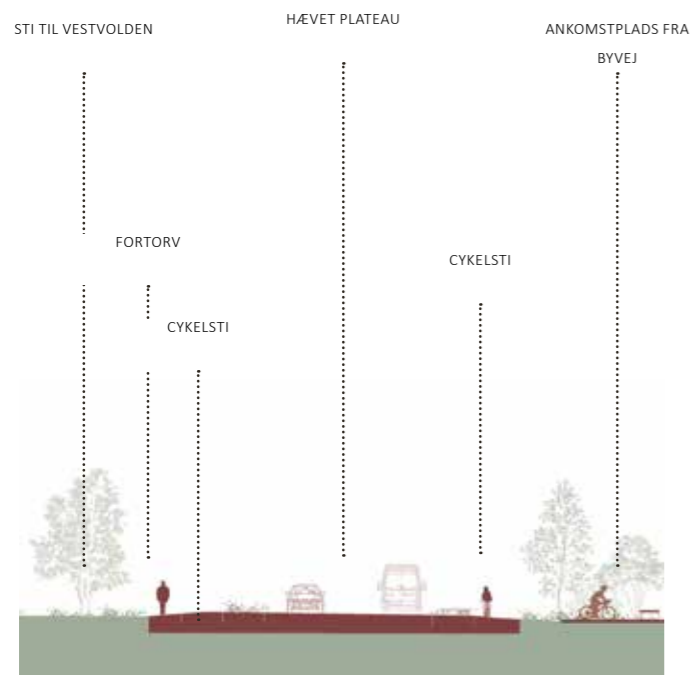 STI TIL VESTVOLDEN
HÆVET PLATEAU
ANKOMSTPLADS FRA
BYVEJ
FORTORV
CYKELSTI
CYKELSTI